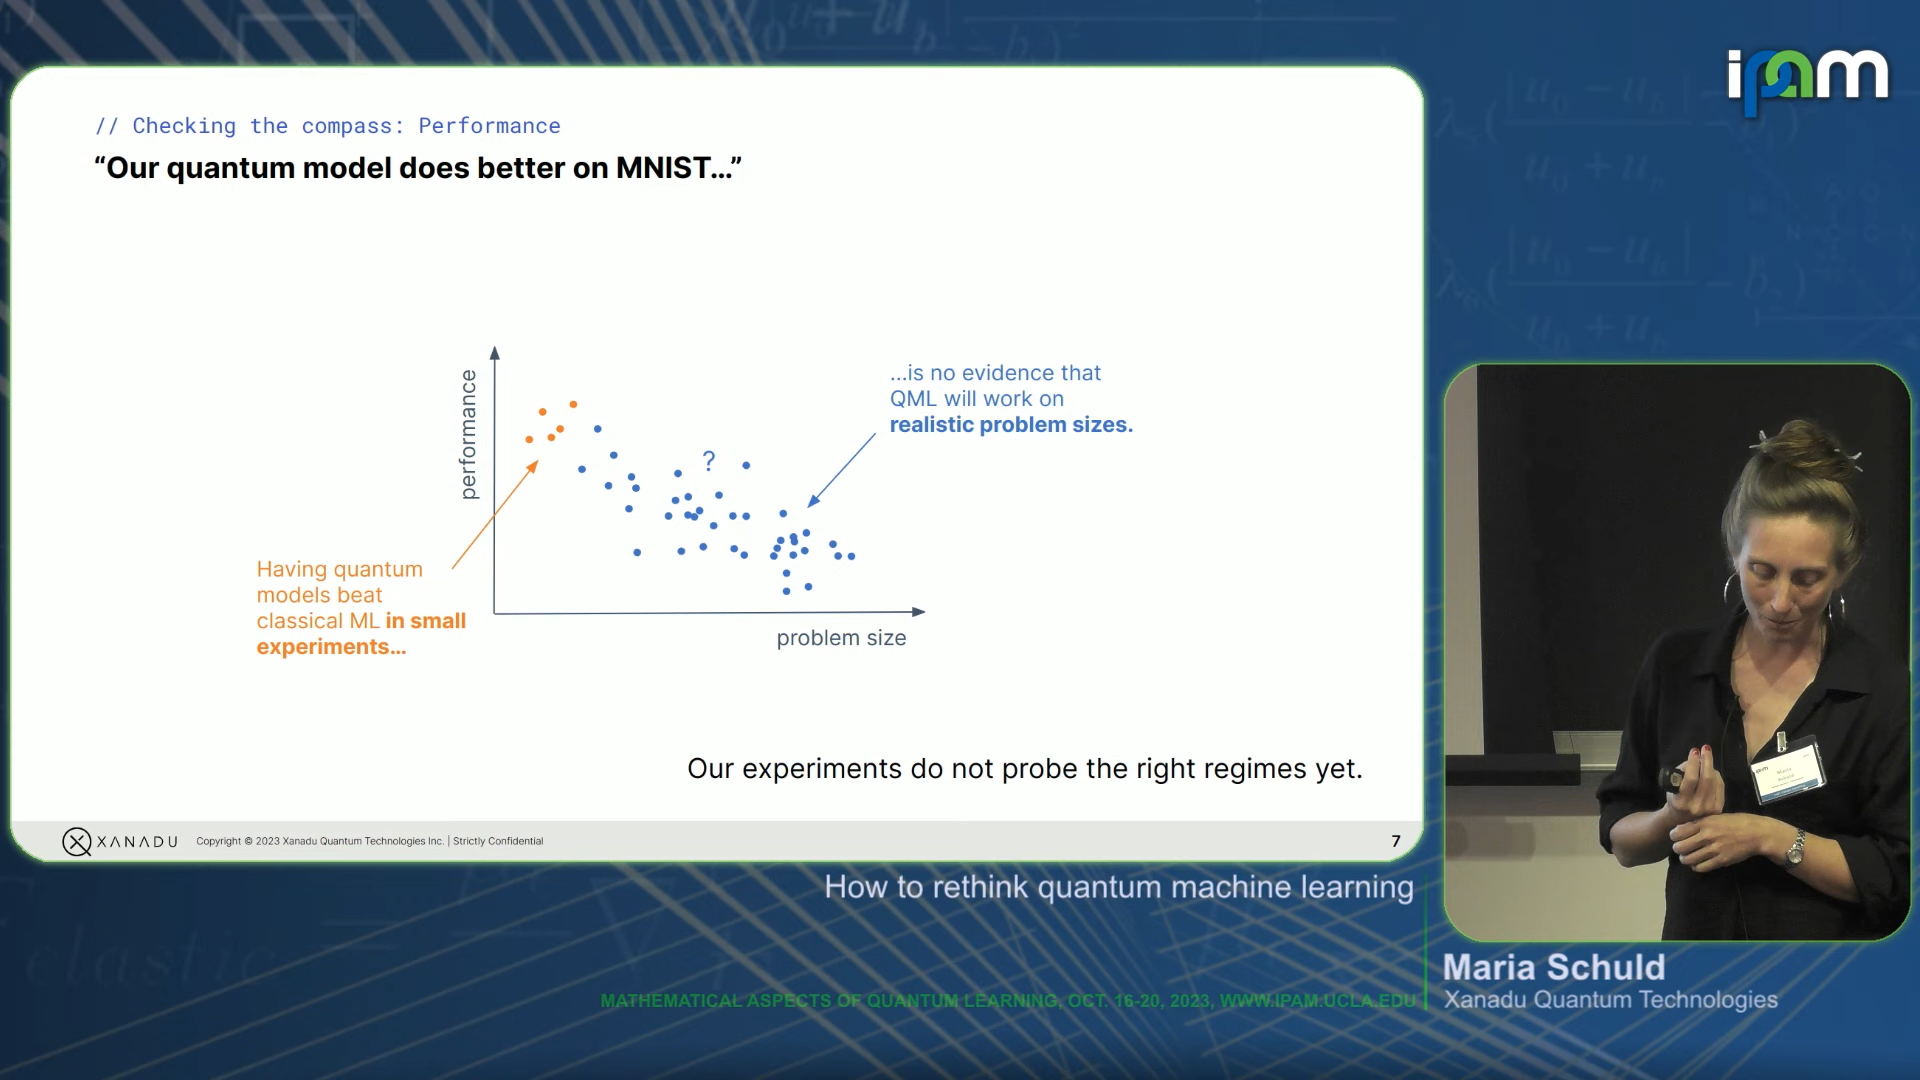 ipam
// Checking the compass: Performance
“Our quantum model does better on MNIST...”
performance
?
...is no evidence that
QML will work on
realistic problem sizes.
Having quantum
models beat
classical ML in small
experiments...
problem size
Our experiments do not probe the right regimes yet.
XANADU
Copyright © 2023 Xanadu Quantum Technologies Inc. | Strictly Confidential
7
How to rethink quantum machine learning
Maria Schuld
Xanadu Quantum Technologies
MATHEMATICAL ASPECTS OF QUANTUM LEARNING, OCT. 16-20, 2023, WWW.IPAM.UCLA.EDU
elastic